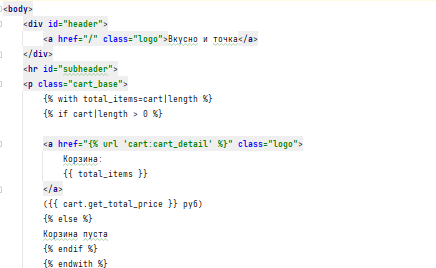 <body>
<div id="header">
<a href="/" class="logo">Вкусно и точка</a>
</div>
<hr id="subheader">
<p class="cart_base">
{% with total_items=cart|length %}
{% if cart|length > 0 %}
<a href="{% url 'cart:cart_detail' %}" class="logo">
Корзина:
{{ total_items }}
</a>
({{ cart.get_total_price }} руб)
{% else %}
Корзина пуста
{% endif %}
{% endwith %}